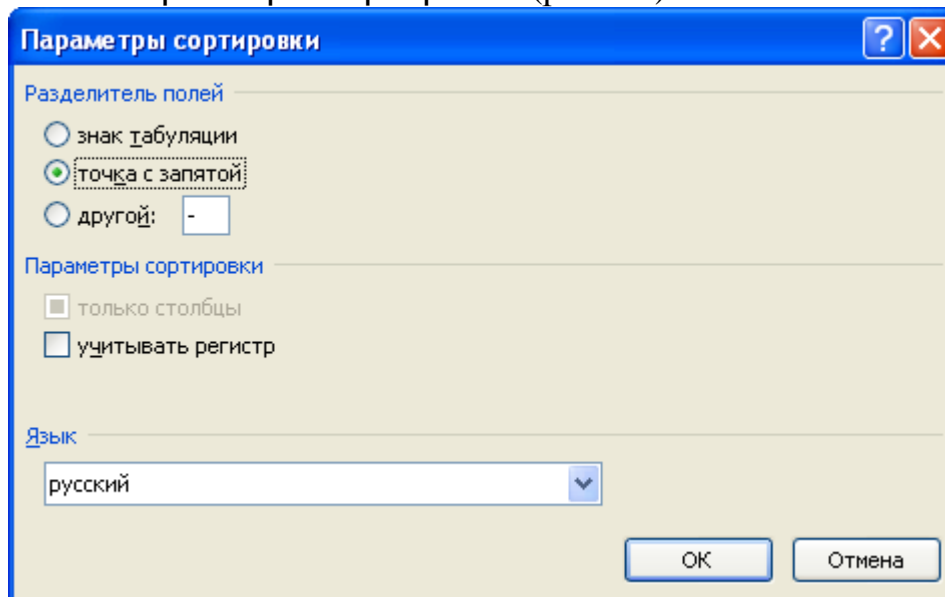 Параметры сортировки
Разделитель полей
знак табуляции
точка с запятой
другой: -
Параметры сортировки
только столбцы
учитывать регистр
Язык
русский
ОК Отмена